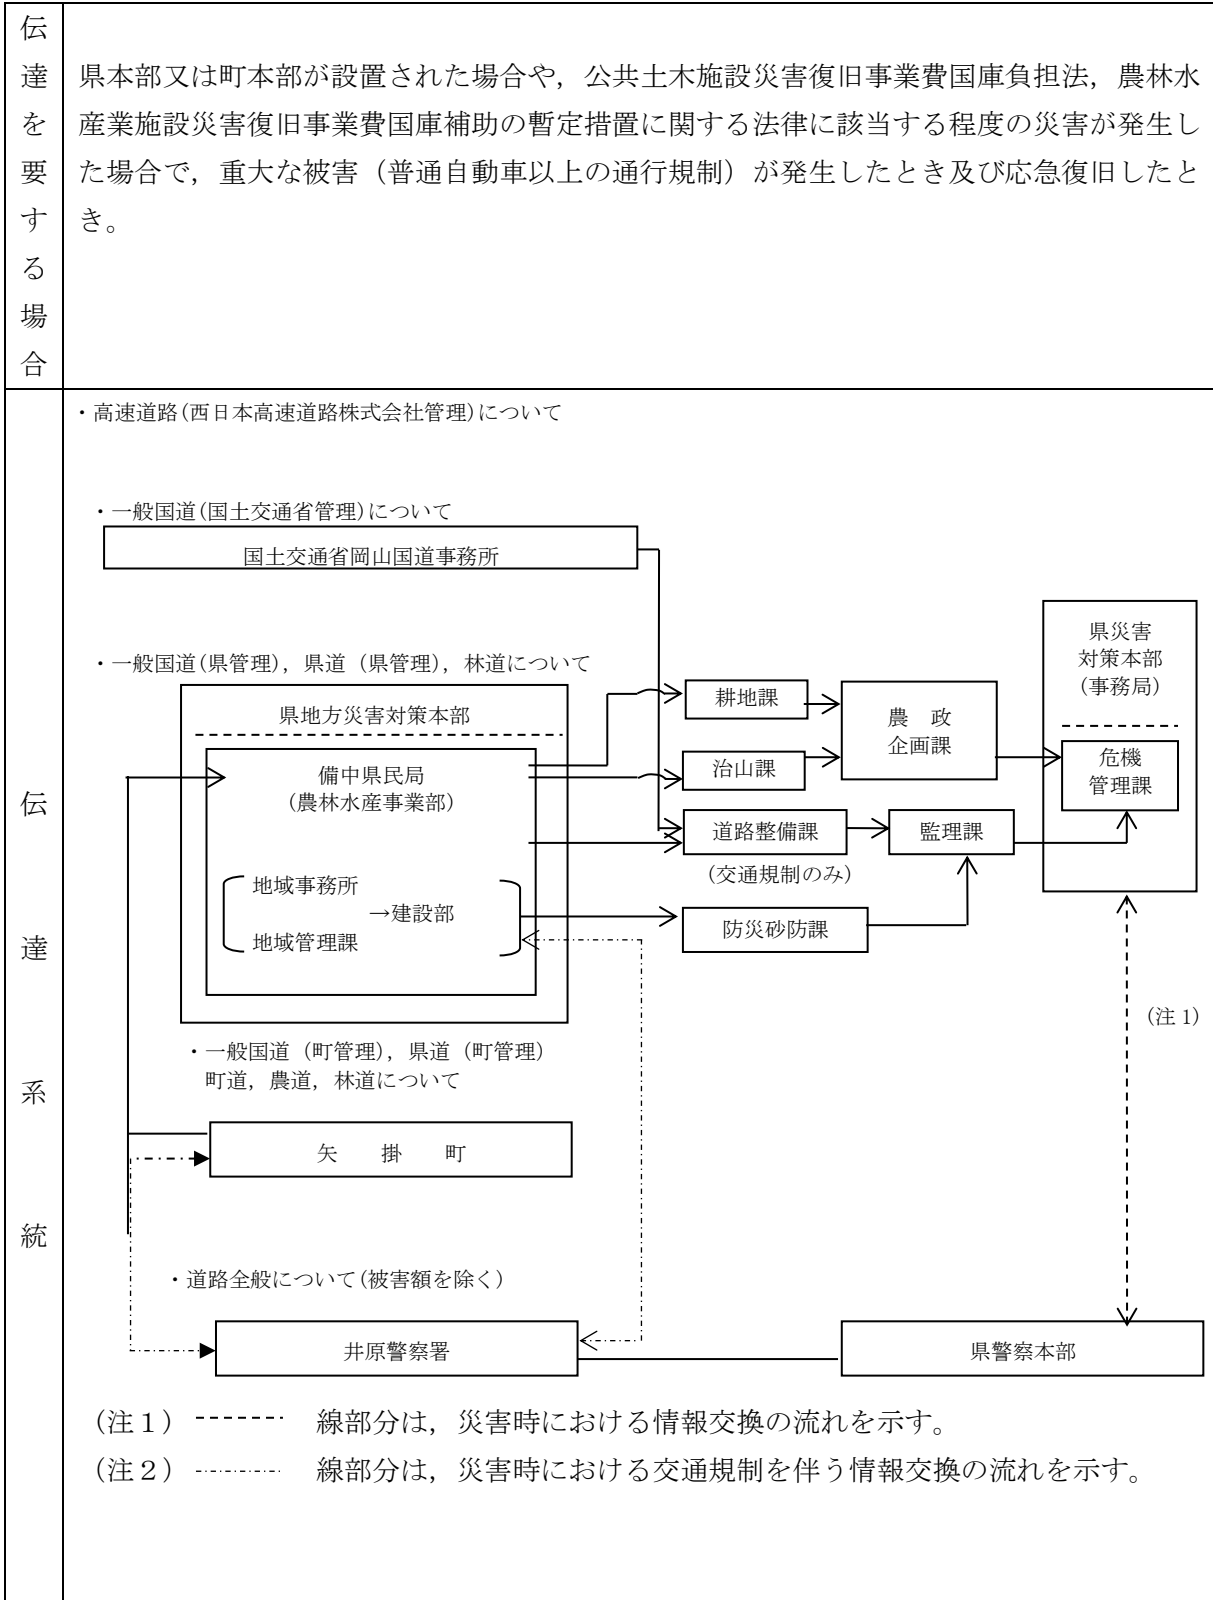 伝達を要する場合
県本部又は町本部が設置された場合や，公共土木施設災害復旧事業費国庫負担法，農林水
産業施設災害復旧事業費国庫補助の暫定措置に関する法律に該当する程度の災害が発生し
た場合で，重大な被害（普通自動車以上の通行規制）が発生したとき及び応急復旧したと
き。
伝達系統
・高速道路(西日本高速道路株式会社管理)について
・一般国道(国土交通省管理)について
国土交通省岡山国道事務所
・一般国道(県管理)，県道（県管理)，林道について
県地方災害対策本部
備中県民局
(農林水産事業部)
地域事務所
→建設部
地域管理課
耕地課
治山課
道路整備課
(交通規制のみ)
防災砂防課
農　政
企画課
監理課
県災害
対策本部
(事務局)
危機
管理課
(注 1)
・一般国道（町管理)，県道（町管理)
町道，農道，林道について
矢　掛　町
・道路全般について(被害額を除く)
井原警察署
県警察本部
（注１）------- 線部分は，災害時における情報交換の流れを示す。
（注２） 線部分は，災害時における交通規制を伴う情報交換の流れを示す。